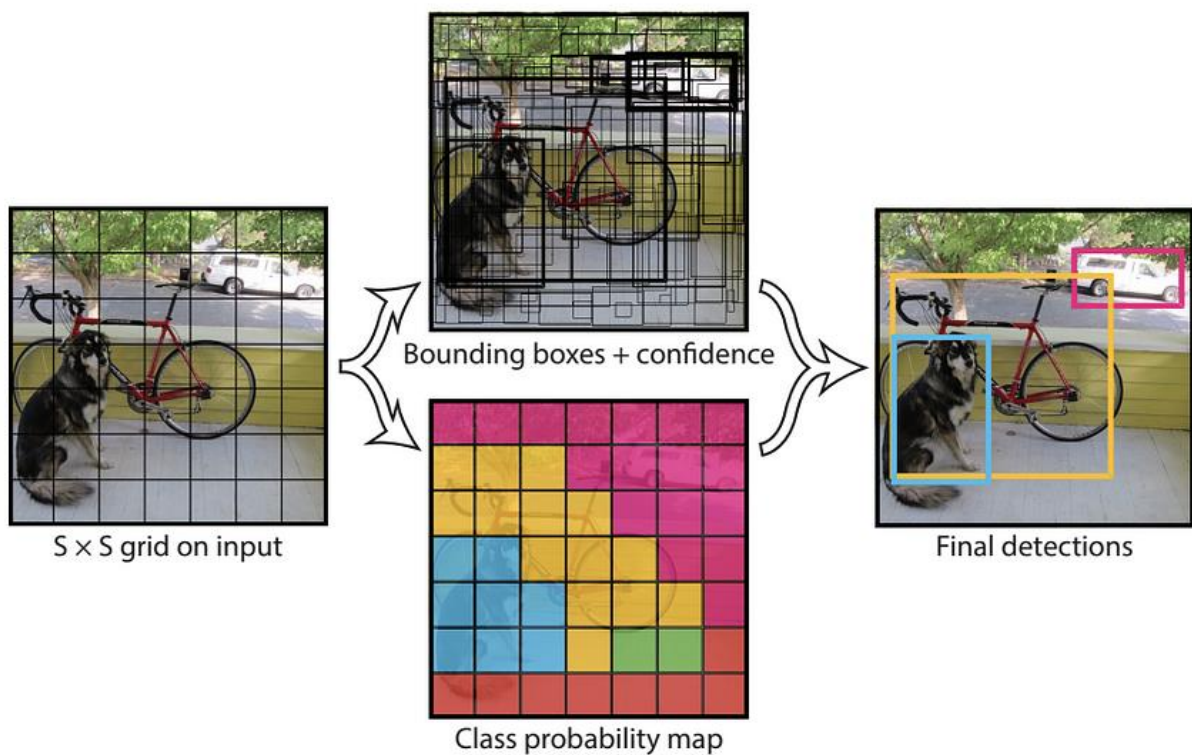 Bounding boxes + confidence
S × S grid on input
Final detections
Class probability map